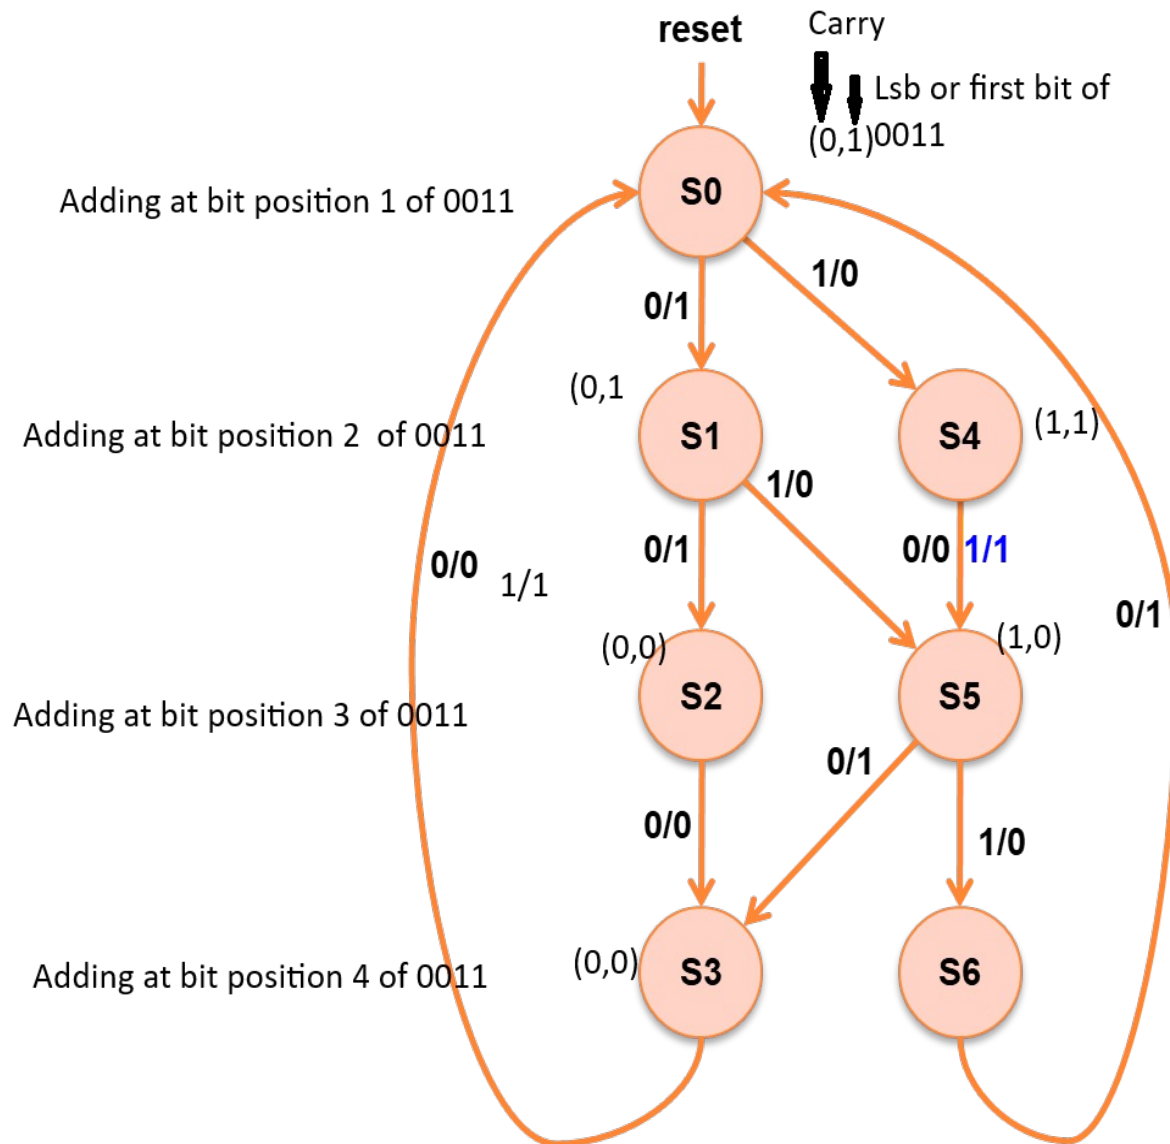 reset
Carry
Lsb or first bit of
(0,1)0011
S0
Adding at bit position 1 of 0011
1/0
0/1
(0,1
S1
S4
(1,1)
Adding at bit position 2  of 0011
1/0
0/1
0/0 1/1
0/0
1/1
0/1
(0,0)
(1,0)
S2
S5
Adding at bit position 3 of 0011
0/1
0/0
1/0
(0,0)
S3
S6
Adding at bit position 4 of 0011